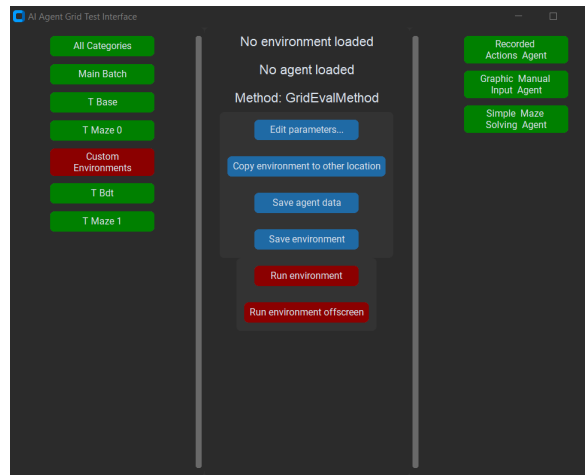 AI Agent Grid Test Interface
All Categories
Main Batch
T Base
T Maze 0
Custom
Environments
T Bdt
T Maze 1
No environment loaded
No agent loaded
Method: GridEvalMethod
Edit parameters...
Copy environment to other location
Save agent data
Save environment
Run environment
Run environment offscreen
Recorded
Actions Agent
Graphic Manual
Input Agent
Simple Maze
Solving Agent